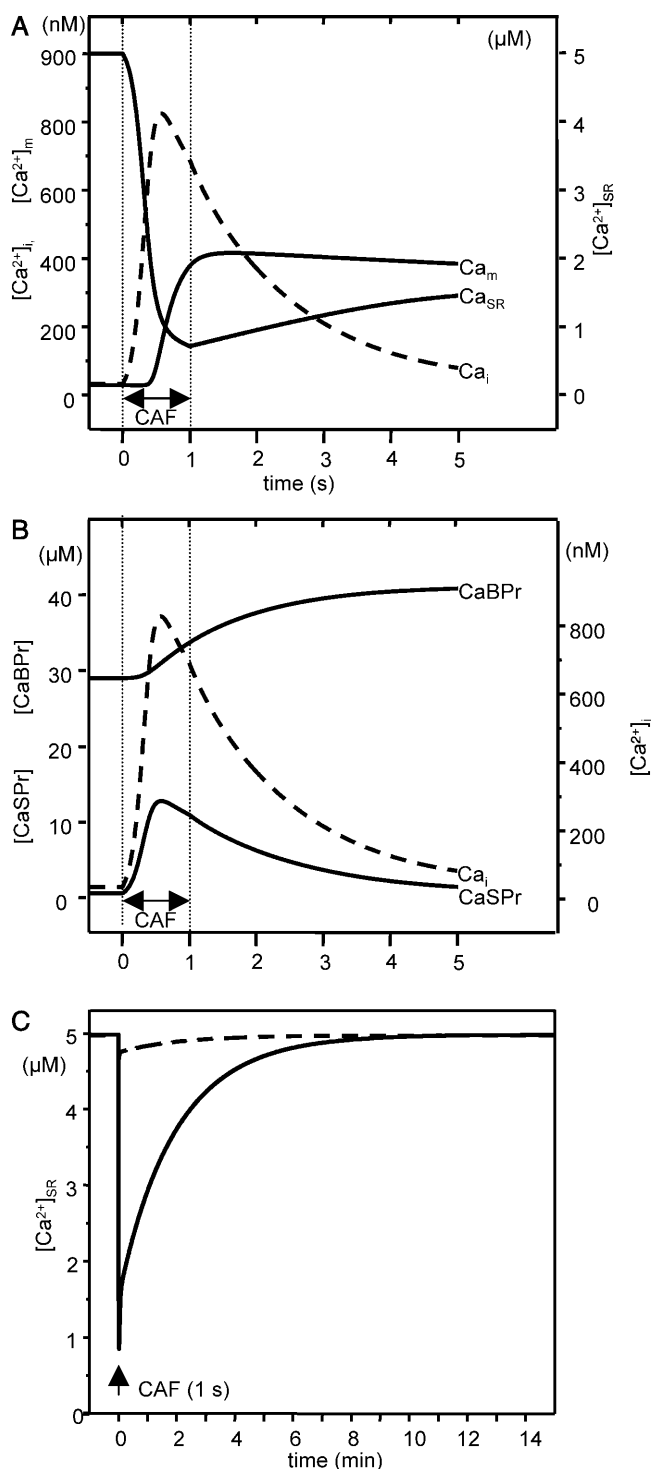 A
(nM)
(µM)
900
800
600
400
200
0
[Ca²⁺]ₘ
[Ca²⁺]ᵢ,
5
4
3
2
1
0
[Ca²⁺]SR
Caₘ
CaSR
Caᵢ
CAF
0 1 2 3 4 5
time (s)
B
(µM)
(nM)
40
30
20
10
0
[CaBPr]
[CaSPr]
800
600
400
200
0
[Ca²⁺]ᵢ
CaBPr
Caᵢ
CaSPr
CAF
0 1 2 3 4 5
C
5
(µM)
4
3
2
1
0
[Ca²⁺]SR
CAF (1 s)
0 2 4 6 8 10 12 14
time (min)